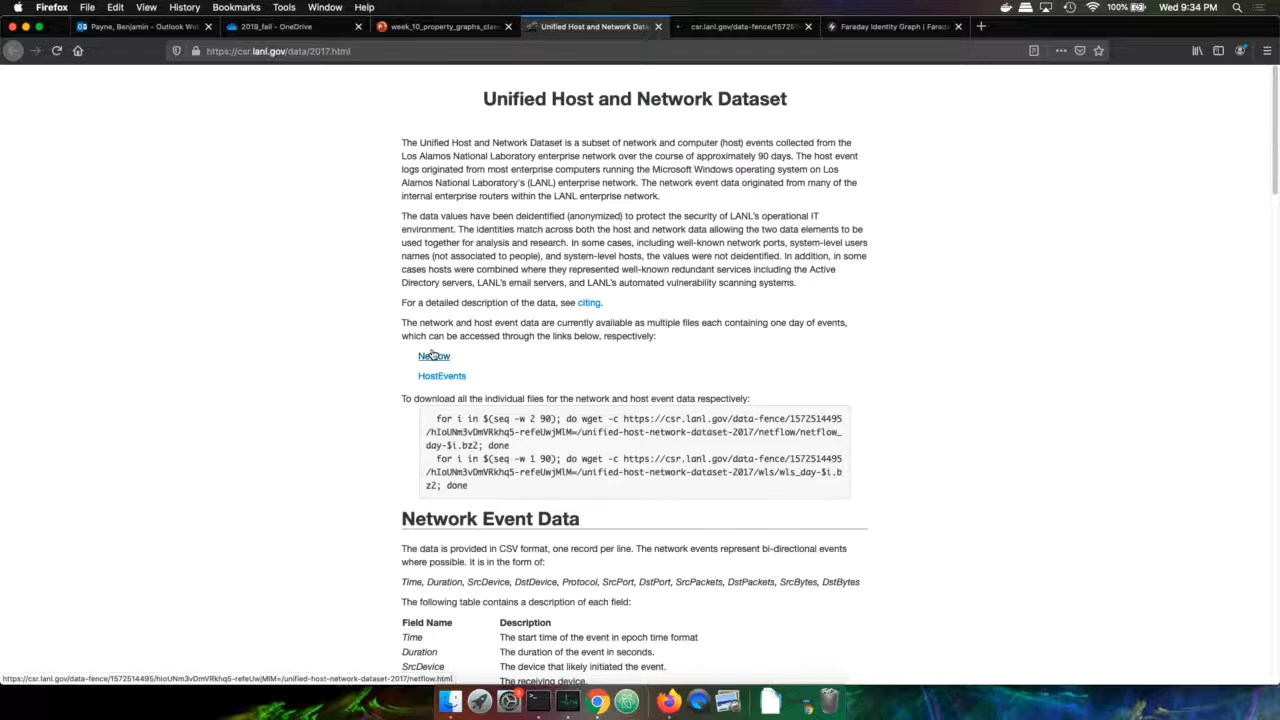 Firefox File Edit View History Bookmarks Tools Window Help
100% Wed 9:34 PM
Payne, Benjamin - Outlook We
2019_fall - OneDrive
week_10_property_graphs_clas
Unified Host and Network Data
csr.lanl.gov/data-fence/15725
Faraday Identity Graph | Farad
https://csr.lanl.gov/data/2017.html
Unified Host and Network Dataset
The Unified Host and Network Dataset is a subset of network and computer (host) events collected from the
Los Alamos National Laboratory enterprise network over the course of approximately 90 days. The host event
logs originated from most enterprise computers running the Microsoft Windows operating system on Los
Alamos National Laboratory's (LANL) enterprise network. The network event data originated from many of the
internal enterprise routers within the LANL enterprise network.
The data values have been deidentified (anonymized) to protect the security of LANL's operational IT
environment. The identities match across both the host and network data allowing the two data elements to be
used together for analysis and research. In some cases, including well-known network ports, system-level users
names (not associated to people), and system-level hosts, the values were not deidentified. In addition, in some
cases hosts were combined where they represented well-known redundant services including the Active
Directory servers, LANL's email servers, and LANL's automated vulnerability scanning systems.
For a detailed description of the data, see citing.
The network and host event data are currently available as multiple files each containing one day of events,
which can be accessed through the links below, respectively:
Netflow
HostEvents
To download all the individual files for the network and host event data respectively:
for i in $(seq -w 2 90); do wget -c https://csr.lanl.gov/data-fence/1572514495
/hIoUNm3vDmVRkhq5-refeUwjMlM=/unified-host-network-dataset-2017/netflow/netflow_
day-$i.bz2; done
for i in $(seq -w 1 90); do wget -c https://csr.lanl.gov/data-fence/1572514495
/hIoUNm3vDmVRkhq5-refeUwjMlM=/unified-host-network-dataset-2017/wls/wls_day-$i.b
z2; done
Network Event Data
The data is provided in CSV format, one record per line. The network events represent bi-directional events
where possible. It is in the form of:
Time, Duration, SrcDevice, DstDevice, Protocol, SrcPort, DstPort, SrcPackets, DstPackets, SrcBytes, DstBytes
The following table contains a description of each field:
Field Name Description
Time The start time of the event in epoch time format
Duration The duration of the event in seconds.
SrcDevice The device that likely initiated the event.
The receiving device.
https://csr.lanl.gov/data-fence/1572514495/hIoUNm3vDmVRkhq5-refeUwjMlM=/unified-host-network-dataset-2017/netflow.html